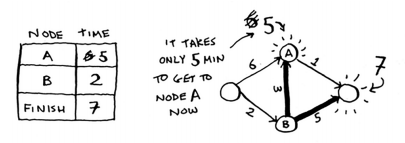 NODE TIME
A 6 5
B 2
FINISH 7
IT TAKES
ONLY 5 MIN
TO GET TO
NODE A
NOW
6 5
A
6
1
3
7
2
B
5